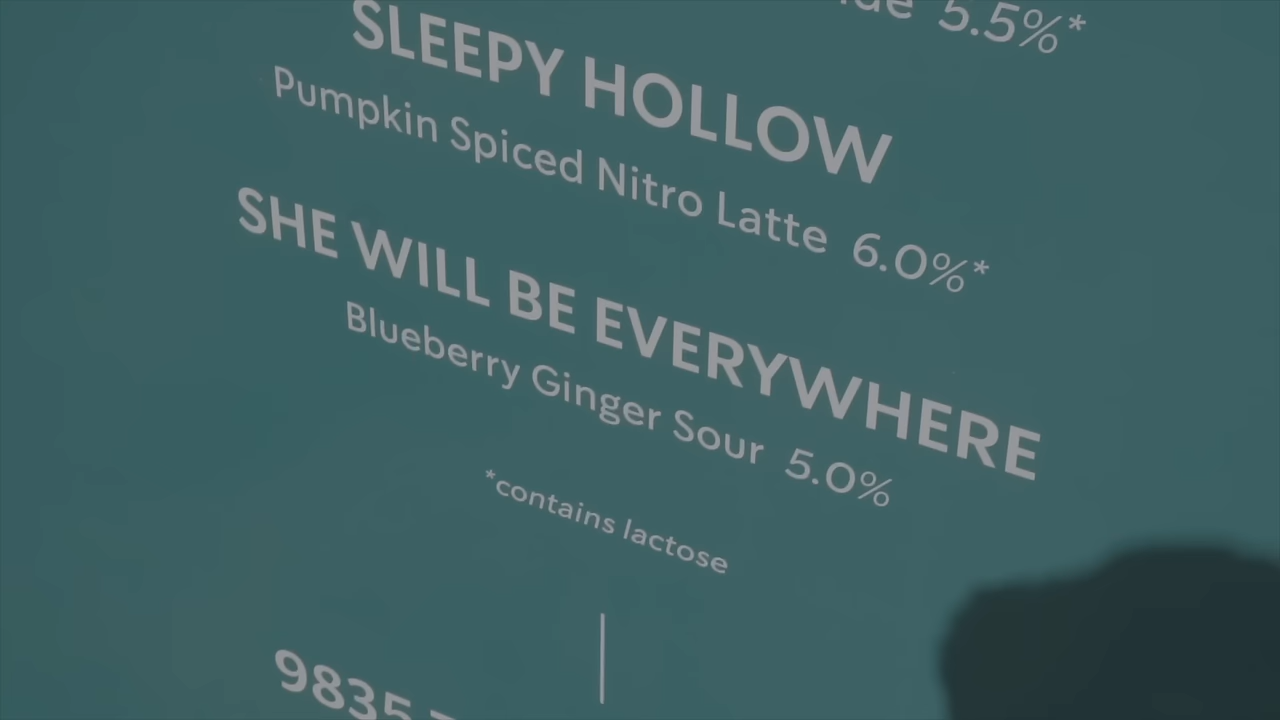 5.5%*
SLEEPY HOLLOW
Pumpkin Spiced Nitro Latte 6.0%*
SHE WILL BE EVERYWHERE
Blueberry Ginger Sour 5.0%
*contains lactose
9835